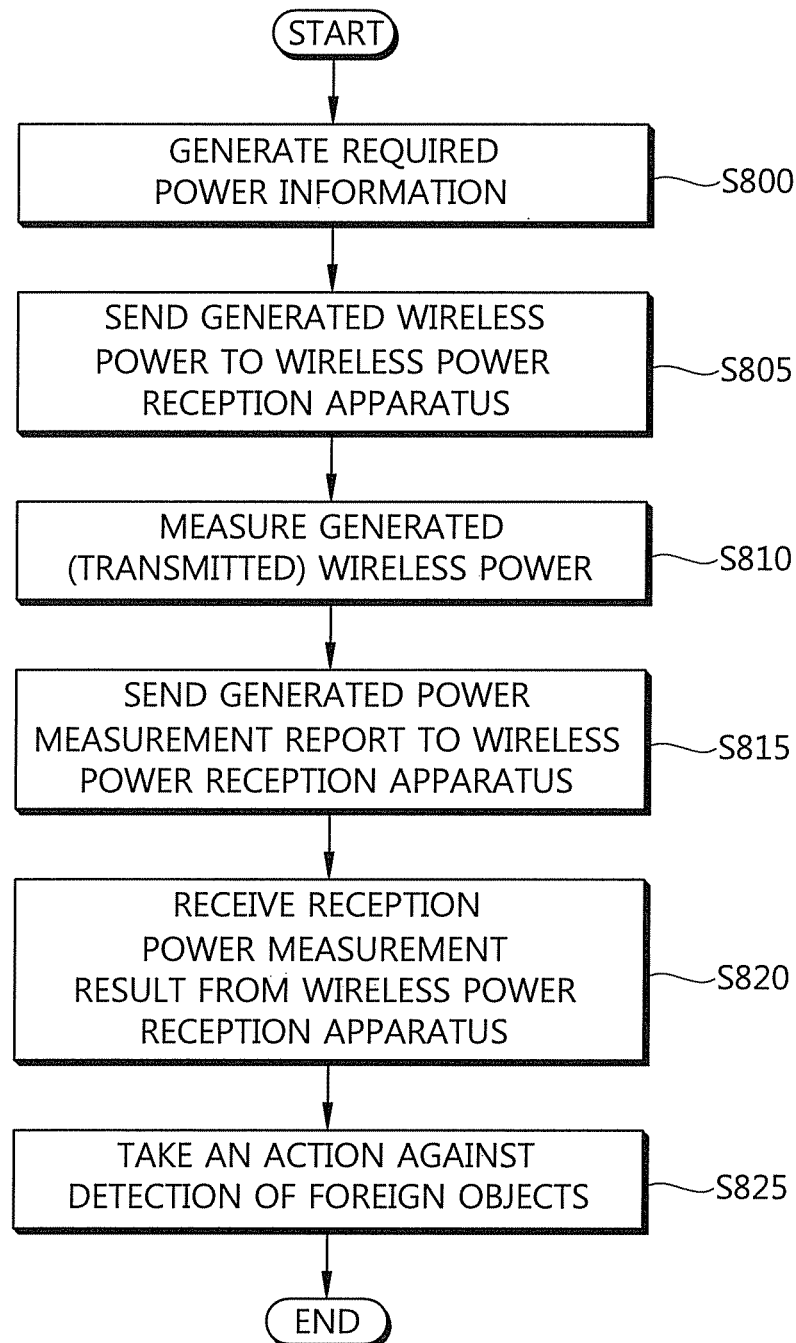 START
GENERATE REQUIRED
POWER INFORMATION
S800
SEND GENERATED WIRELESS
POWER TO WIRELESS POWER
RECEPTION APPARATUS
S805
MEASURE GENERATED
(TRANSMITTED) WIRELESS POWER
S810
SEND GENERATED POWER
MEASUREMENT REPORT TO WIRELESS
POWER RECEPTION APPARATUS
S815
RECEIVE RECEPTION
POWER MEASUREMENT
RESULT FROM WIRELESS POWER
RECEPTION APPARATUS
S820
TAKE AN ACTION AGAINST
DETECTION OF FOREIGN OBJECTS
S825
END